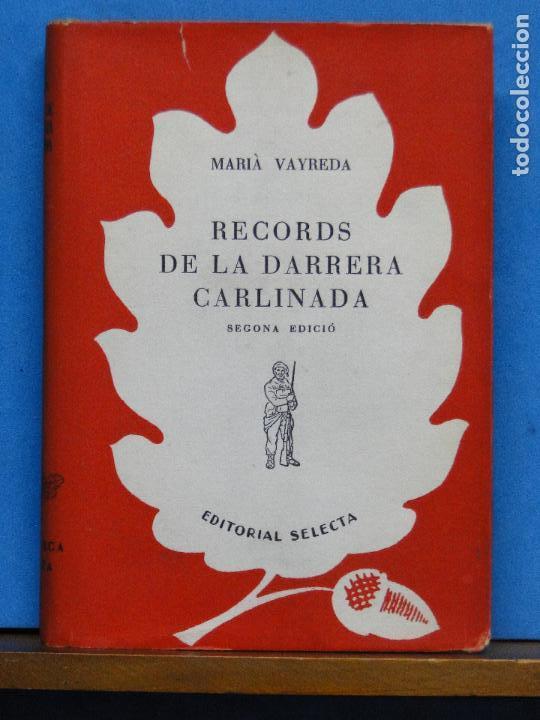 MARIÀ VAYREDA
RECORDS
DE LA DARRERA
CARLINADA
SEGONA EDICIÓ
EDITORIAL SELECTA
todocoleccion